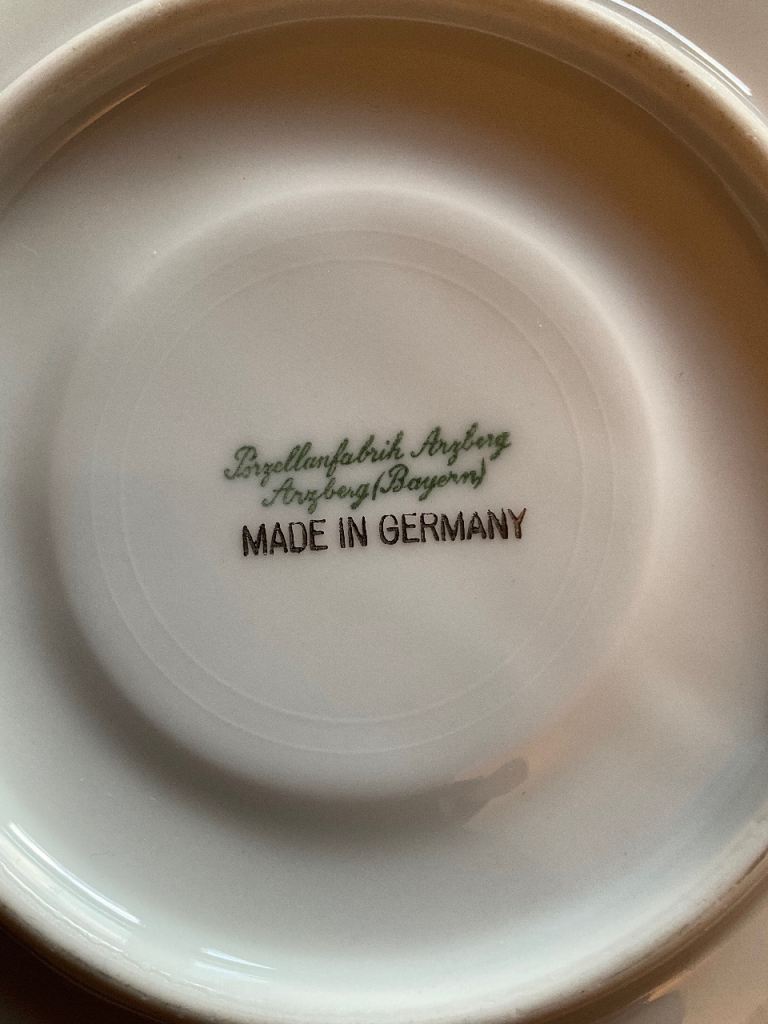 Porzellanfabrik Arzberg
Arzberg (Bayern)
MADE IN GERMANY